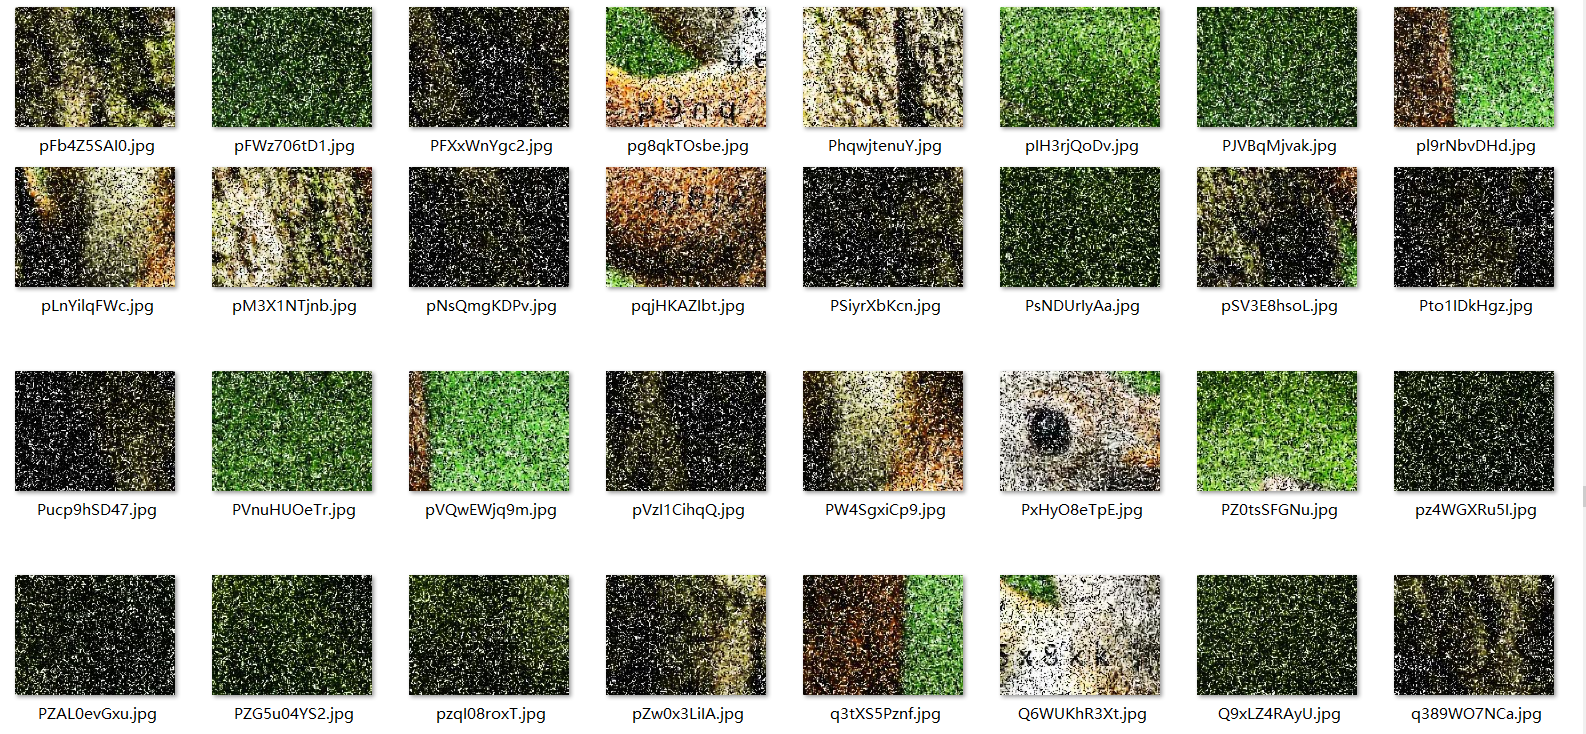 pFb4Z5SAI0.jpg pFWz706tD1.jpg PFXxWnYgc2.jpg pg8qkTOsbe.jpg PhqwjtenuY.jpg pIH3rjQoDv.jpg PJVBqMjvak.jpg pl9rNbvDHd.jpg
pLnYilqFWc.jpg pM3X1NTjnb.jpg pNsQmgKDPv.jpg pqjHKAZIbt.jpg PSiyrXbKcn.jpg PsNDUrIyAa.jpg pSV3E8hsoL.jpg Pto1IDkHgz.jpg
Pucp9hSD47.jpg PVnuHUOeTr.jpg pVQwEWjq9m.jpg pVzI1CihqQ.jpg PW4SgxiCp9.jpg PxHyO8eTpE.jpg PZ0tsSFGNu.jpg pz4WGXRu5I.jpg
PZAL0evGxu.jpg PZG5u04YS2.jpg pzqI08roxT.jpg pZw0x3LiIA.jpg q3tXS5Pznf.jpg Q6WUKhR3Xt.jpg Q9xLZ4RAyU.jpg q389WO7NCa.jpg